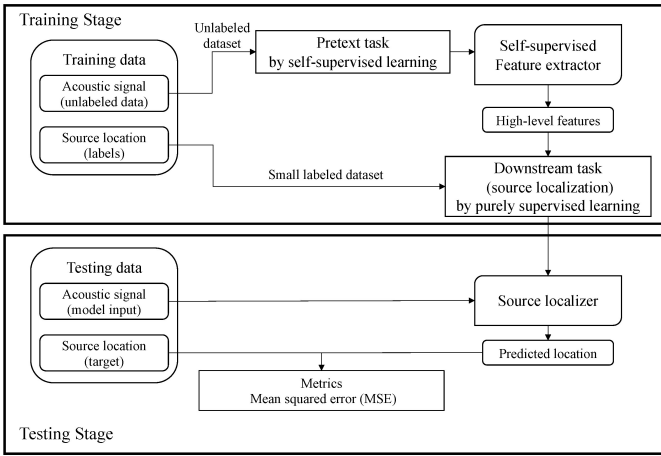 Training Stage
Training data
Acoustic signal
(unlabeled data)
Source location
(labels)
Unlabeled
dataset
Pretext task
by self-supervised learning
Self-supervised
Feature extractor
High-level features
Small labeled dataset
Downstream task
(source localization)
by purely supervised learning
Testing data
Acoustic signal
(model input)
Source location
(target)
Source localizer
Predicted location
Metrics
Mean squared error (MSE)
Testing Stage